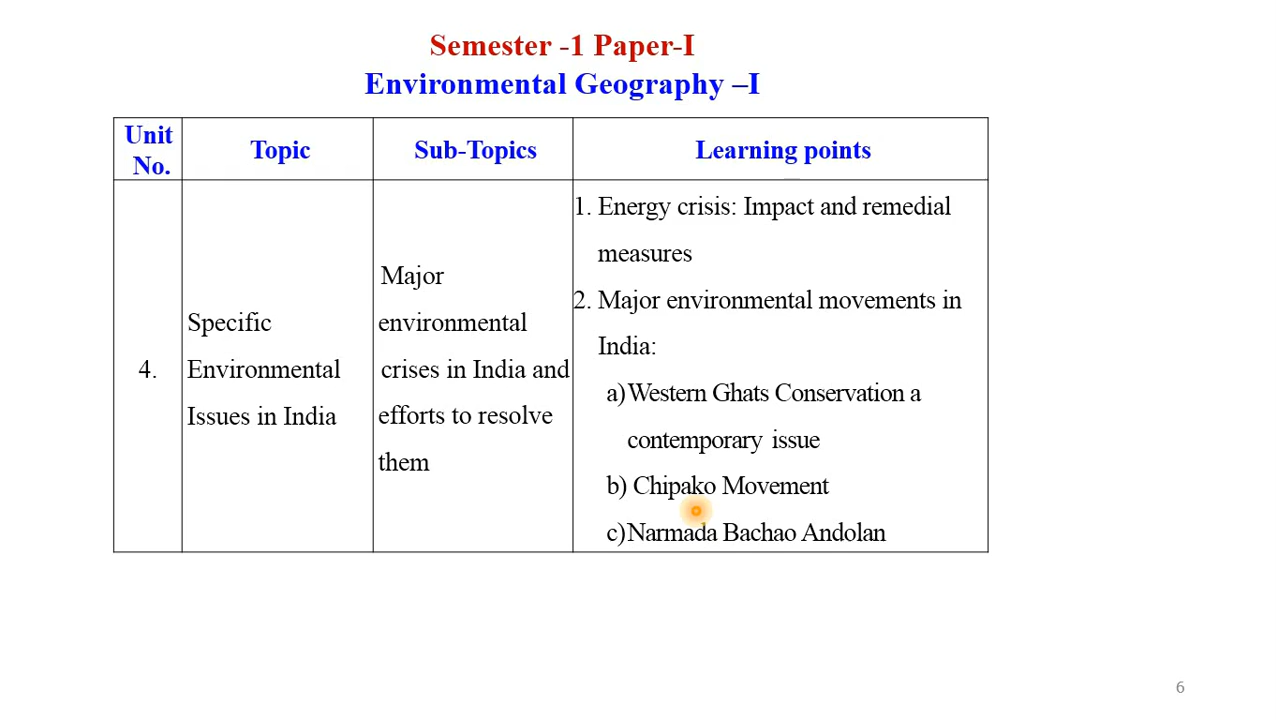 Semester -1 Paper-I
Environmental Geography –I
Unit No.
Topic
Sub-Topics
Learning points
4.
Specific
Environmental
Issues in India
Major
environmental
crises in India and
efforts to resolve
them
1. Energy crisis: Impact and remedial
measures
2. Major environmental movements in
India:
a)Western Ghats Conservation a
contemporary issue
b) Chipako Movement
c)Narmada Bachao Andolan
6